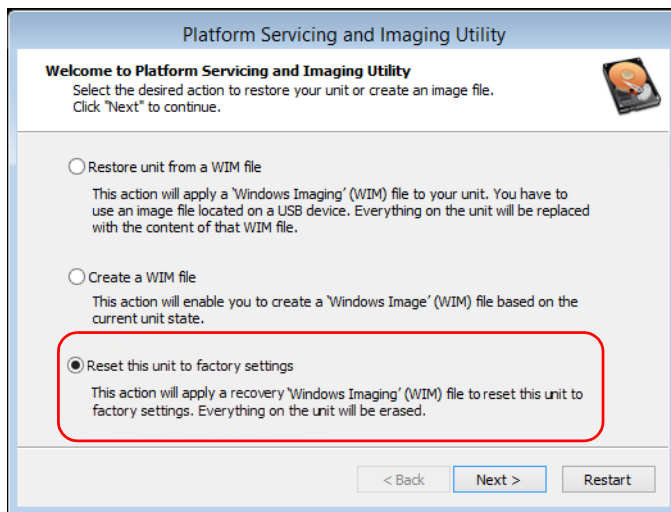 Platform Servicing and Imaging Utility
Welcome to Platform Servicing and Imaging Utility
Select the desired action to restore your unit or create an image file.
Click "Next" to continue.
Restore unit from a WIM file
This action will apply a 'Windows Imaging' (WIM) file to your unit. You have to
use an image file located on a USB device. Everything on the unit will be replaced
with the content of that WIM file.
Create a WIM file
This action will enable you to create a 'Windows Image' (WIM) file based on the
current unit state.
Reset this unit to factory settings
This action will apply a recovery 'Windows Imaging' (WIM) file to reset this unit to
factory settings. Everything on the unit will be erased.
< Back Next > Restart